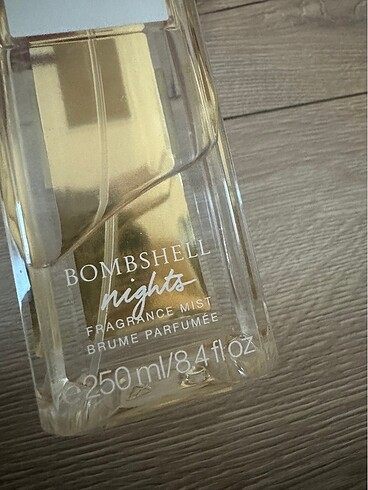 BOMBSHELL
nights
FRAGRANCE MIST
BRUME PARFUMÉE
℮ 250 ml/8.4 fl oz